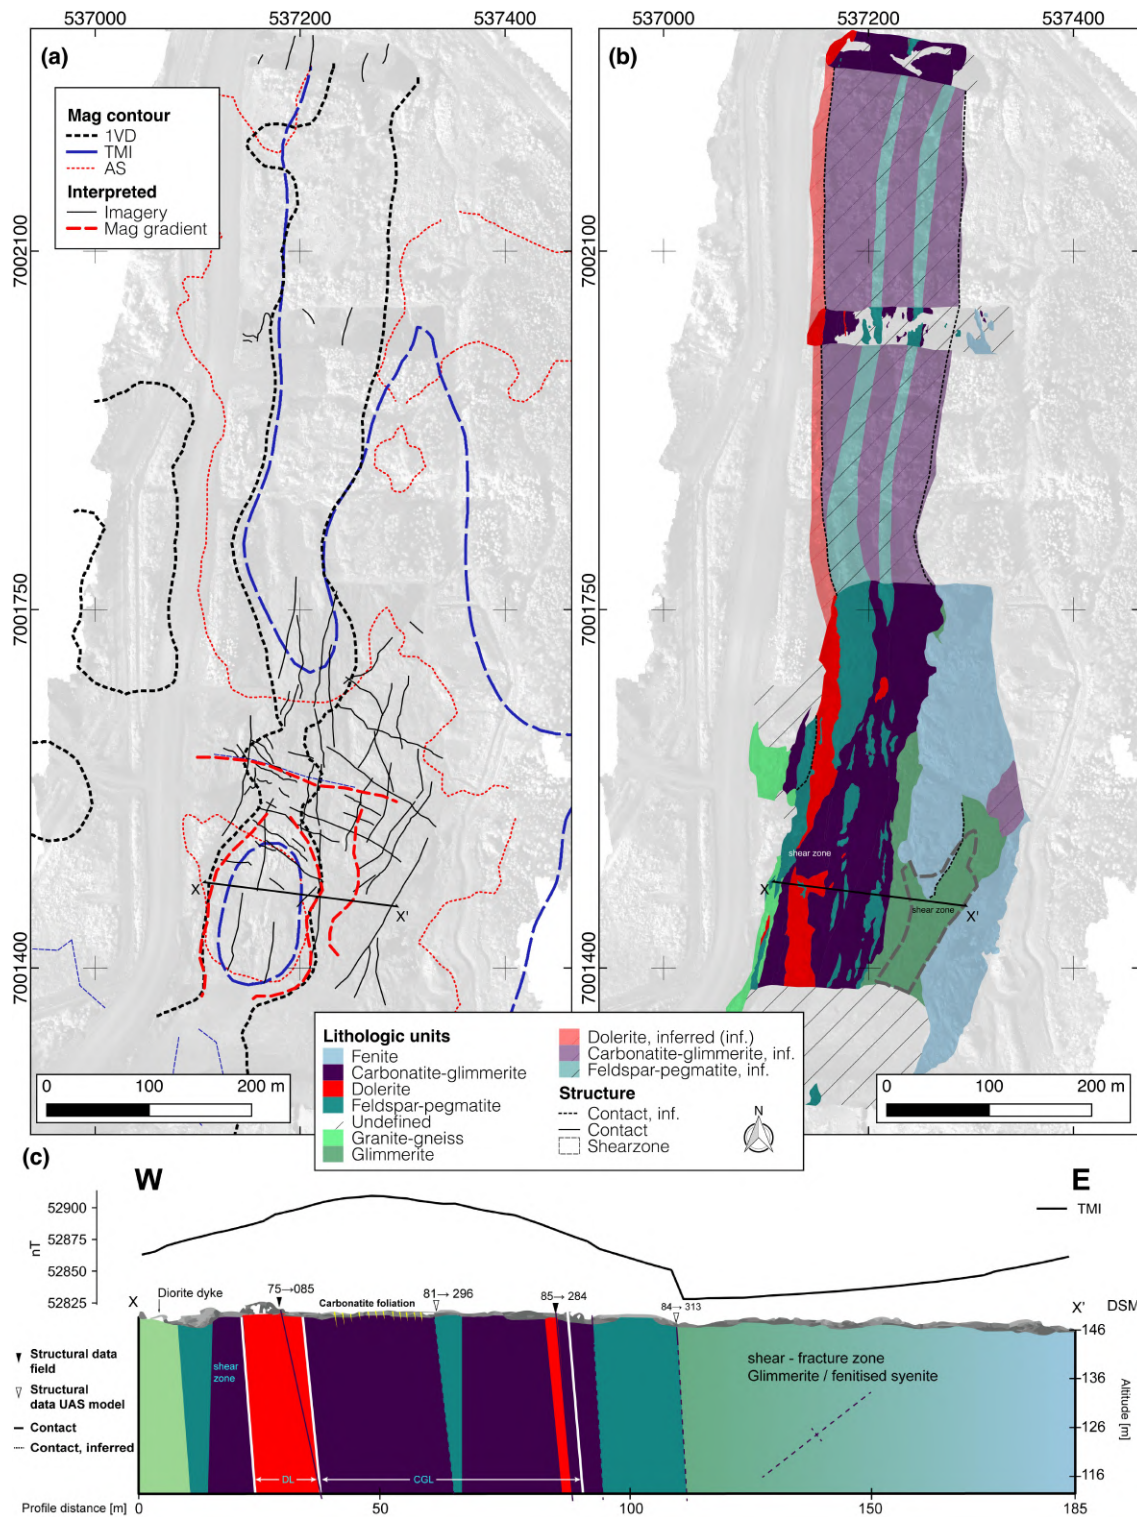 537000 537200 537400 537000 537200 537400
(a)
(b)
Mag contour
1VD
TMI
AS
Interpreted
Imagery
Mag gradient
7002100
7002100
7001750
7001750
7001400
7001400
X
X'
shear zone
X
X'
shear zone
0 100 200 m
0 100 200 m
Lithologic units
Fenite
Carbonatite-glimmerite
Dolerite
Feldspar-pegmatite
Undefined
Granite-gneiss
Glimmerite
Dolerite, inferred (inf.)
Carbonatite-glimmerite, inf.
Feldspar-pegmatite, inf.
Structure
Contact, inf.
Contact
Shearzone
N
(c)
W
E
52900
52875
52850
52825
nT
TMI
75→085
81→296
85→284
84→313
X
Diorite dyke
Carbonatite foliation
X'
DSM
Structural data
field
Structural
data UAS model
Contact
Contact, inferred
shear
zone
DL
CGL
shear - fracture zone
Glimmerite / fenitised syenite
146
136
126
116
Altitude [m]
Profile distance [m] 0 50 100 150 185